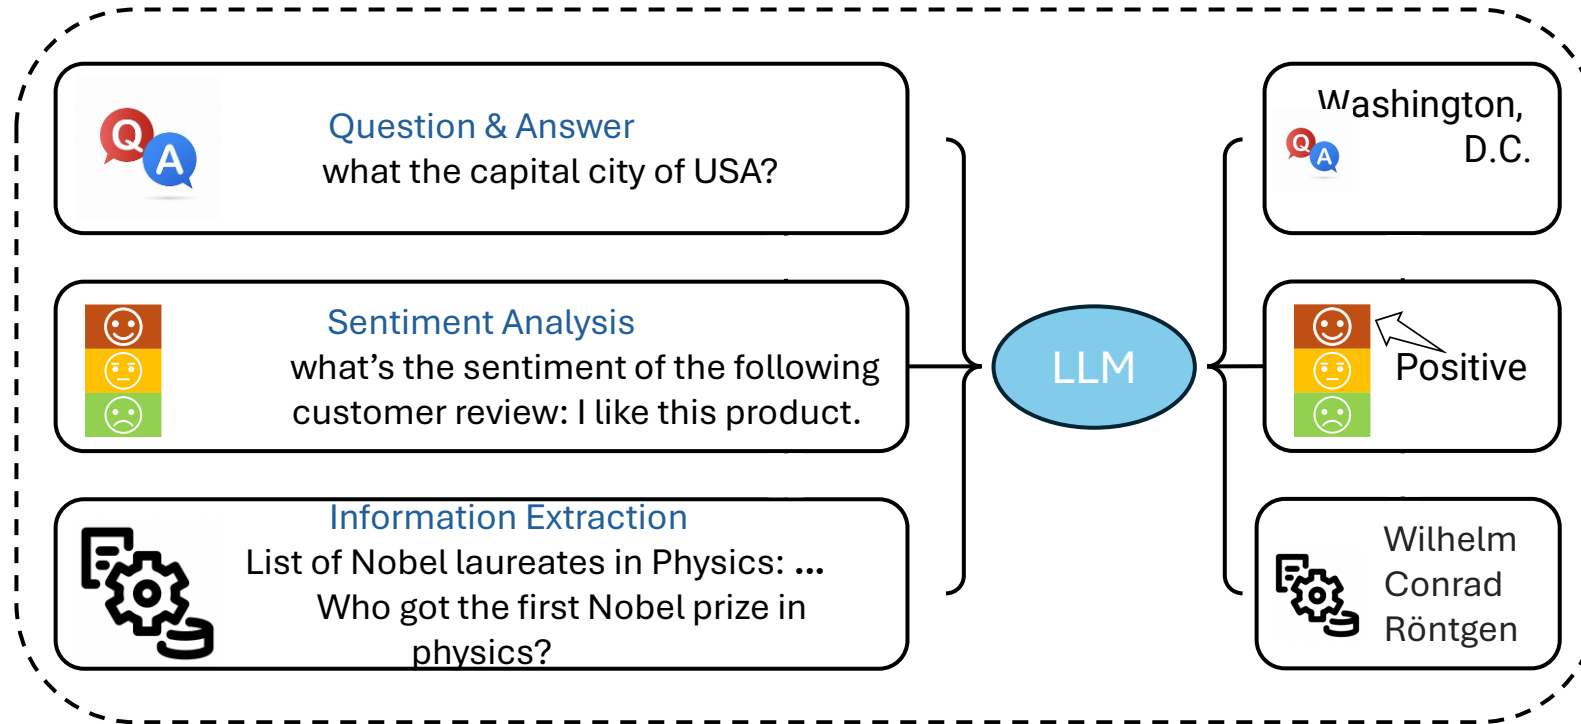 Q A
Question & Answer
what the capital city of USA?
Sentiment Analysis
what’s the sentiment of the following
customer review: I like this product.
Information Extraction
List of Nobel laureates in Physics: ...
Who got the first Nobel prize in
physics?
LLM
Washington,
D.C.
Q A
Positive
Wilhelm
Conrad
Röntgen